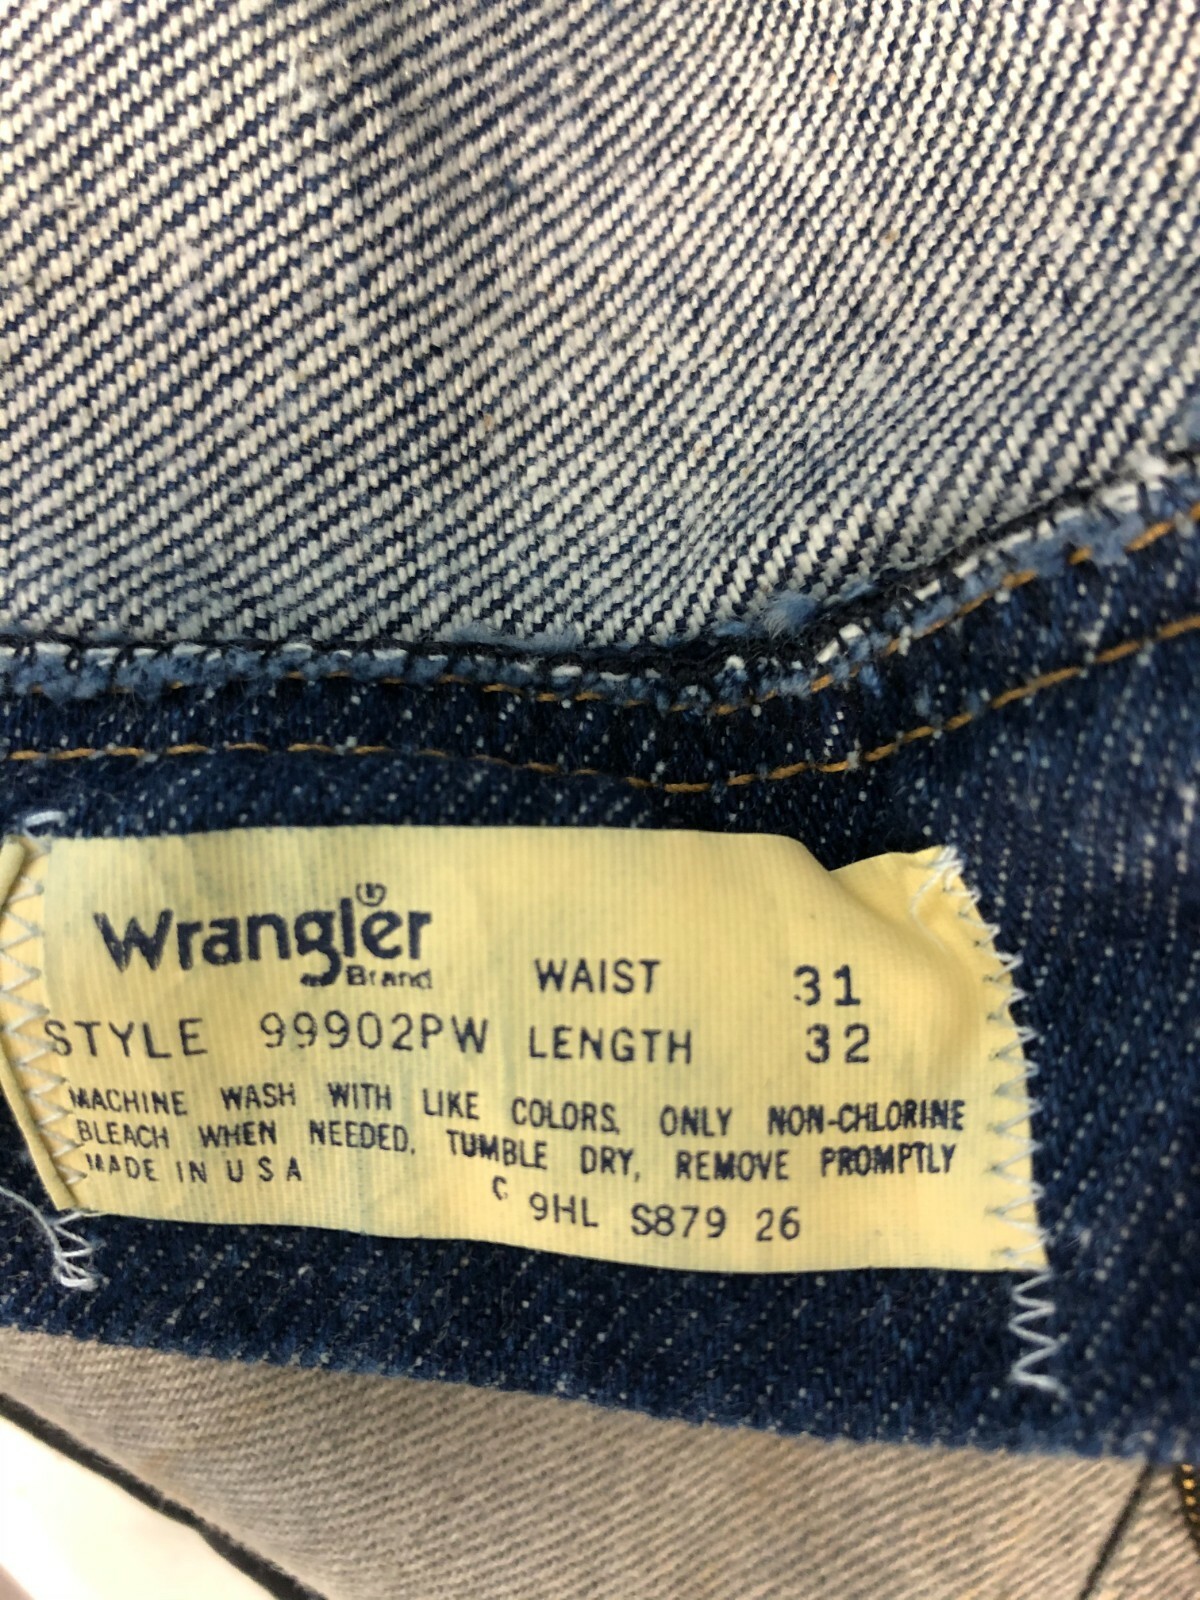 Wrangler®
Brand
WAIST 31
STYLE 99902PW LENGTH 32
MACHINE WASH WITH LIKE COLORS, ONLY NON-CHLORINE
BLEACH WHEN NEEDED, TUMBLE DRY, REMOVE PROMPTLY
MADE IN U S A
C 9HL S879 26